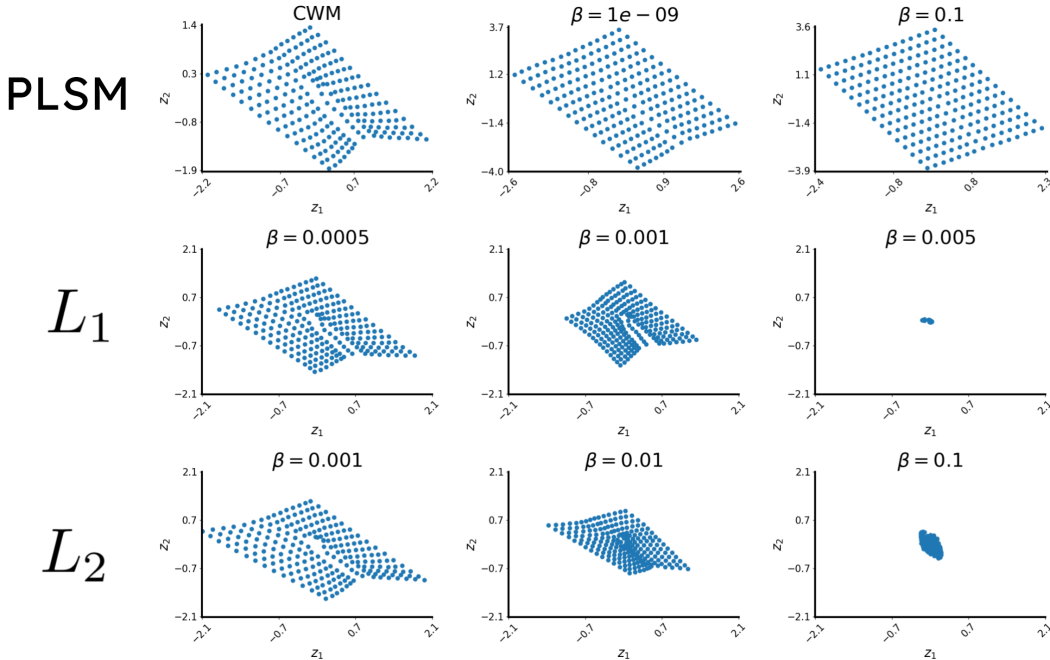 CWM
β = 1e − 09
β = 0.1
PLSM
z₂
1.4
0.3
−0.8
−1.9
−2.2
−0.7
0.7
2.2
z₁
z₂
3.7
1.2
−1.4
−4.0
−2.6
−0.8
0.9
2.6
z₁
z₂
3.6
1.1
−1.4
−3.9
−2.4
−0.8
0.8
2.3
z₁
β = 0.0005
β = 0.001
β = 0.005
L₁
z₂
2.1
0.7
−0.7
−2.1
−2.1
−0.7
0.7
2.1
z₁
z₂
2.1
0.7
−0.7
−2.1
−2.1
−0.7
0.7
2.1
z₁
z₂
2.1
0.7
−0.7
−2.1
−2.1
−0.7
0.7
2.1
z₁
β = 0.001
β = 0.01
β = 0.1
L₂
z₂
2.1
0.7
−0.7
−2.1
−2.1
−0.7
0.7
2.1
z₁
z₂
2.1
0.7
−0.7
−2.1
−2.1
−0.7
0.7
2.1
z₁
z₂
2.1
0.7
−0.7
−2.1
−2.1
−0.7
0.7
2.1
z₁